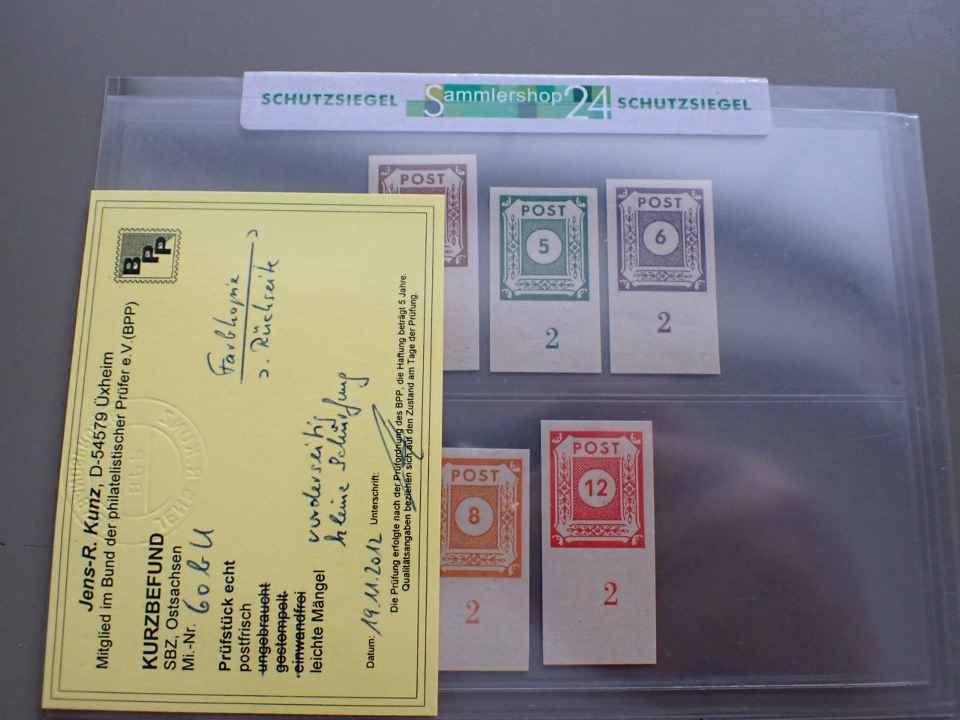 SCHUTZSIEGEL Sammlershop 24 SCHUTZSIEGEL
POST
POST
5
2
POST
6
2
POST
8
2
POST
12
2
BPP
Jens-R. Kunz, D-54579 Üxheim
Mitglied im Bund der philatelistischer Prüfer e.V.(BPP)
KURZBEFUND
SBZ, Ostsachsen
Mi.-Nr. 60 b U
Prüfstück echt
postfrisch
ungebraucht
gestempelt
einwandfrei
leichte Mängel
vorderseitig
kleine Schürfung
Farbkopie
s. Rückseite
Datum: 19.11.2012 Unterschrift:
Die Prüfung erfolgte nach der Prüfordnung des BPP, die Haftung beträgt 5 Jahre.
Qualitätsangaben beziehen sich auf den Zustand am Tage der Prüfung.